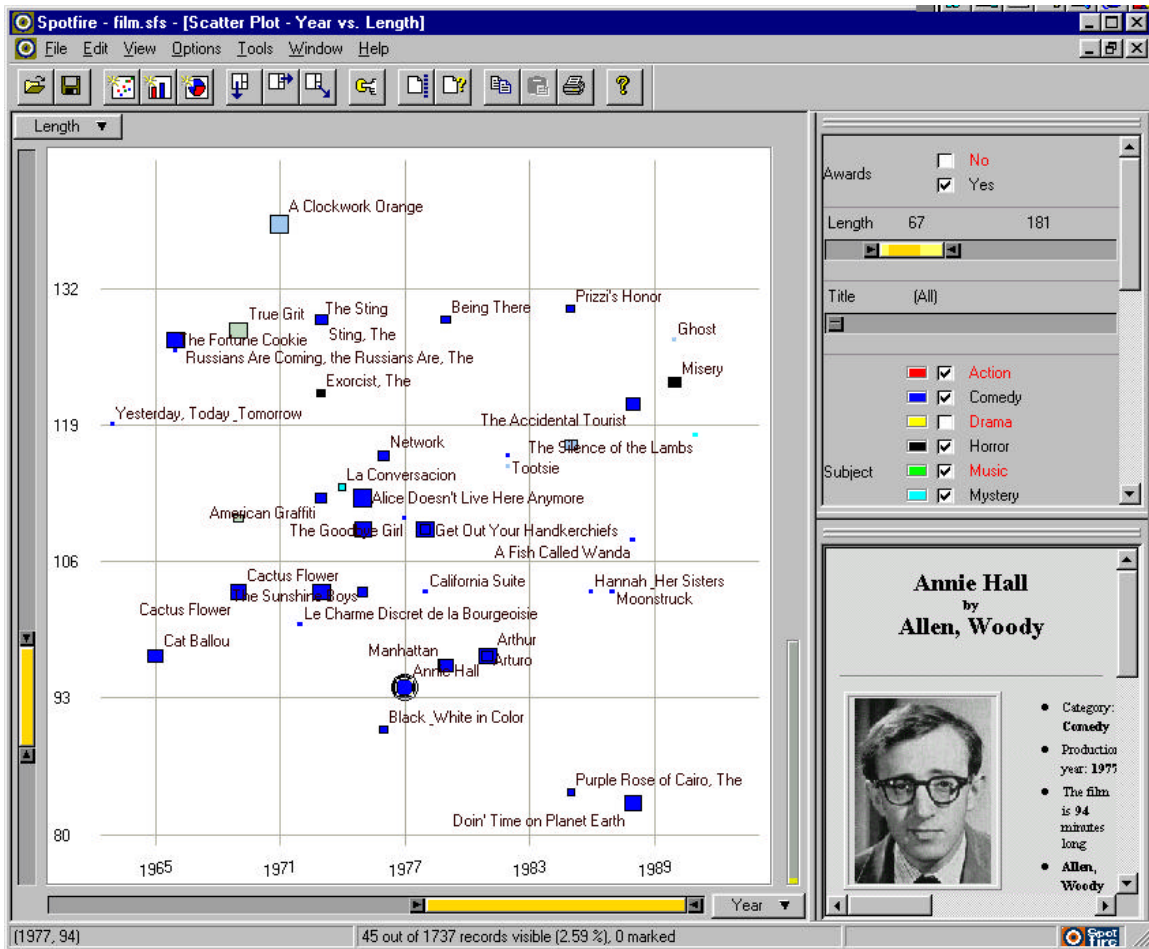 Spotfire - film.sfs - [Scatter Plot - Year vs. Length]
File Edit View Options Tools Window Help
Length
A Clockwork Orange
132
True Grit
The Sting
Being There
Prizzi's Honor
The Fortune Cookie
Sting, The
Ghost
Russians Are Coming, the Russians Are, The
Exorcist, The
Misery
Yesterday, Today _Tomorrow
119
The Accidental Tourist
Network
The Silence of the Lambs
La Conversacion
Tootsie
Alice Doesn't Live Here Anymore
American Graffiti
The Goodbye Girl
Get Out Your Handkerchiefs
A Fish Called Wanda
106
Cactus Flower
California Suite
Hannah _Her Sisters
The Sunshine Boys
Moonstruck
Cactus Flower
Le Charme Discret de la Bourgeoisie
Cat Ballou
Arthur
Manhattan
Arturo
Annie Hall
93
Black _White in Color
Purple Rose of Cairo, The
Doin' Time on Planet Earth
80
1965 1971 1977 1983 1989
Year
Awards
No
Yes
Length 67 181
Title (All)
Subject
Action
Comedy
Drama
Horror
Music
Mystery
Annie Hall
by
Allen, Woody
Category:
Comedy
Production
year: 1977
The film
is 94
minutes
long
Allen,
Woody
(1977, 94)
45 out of 1737 records visible (2.59 %), 0 marked
Spot
fire